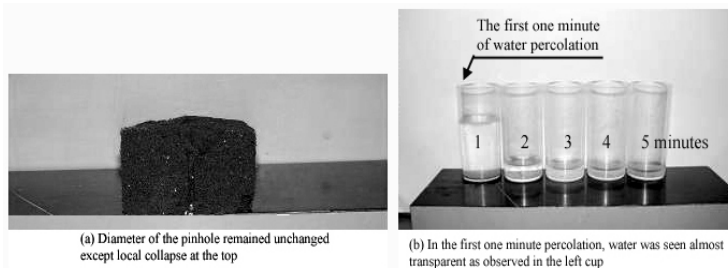 The first one minute
of water percolation
1 2 3 4 5 minutes
(a) Diameter of the pinhole remained unchanged
except local collapse at the top
(b) In the first one minute percolation, water was seen almost
transparent as observed in the left cup